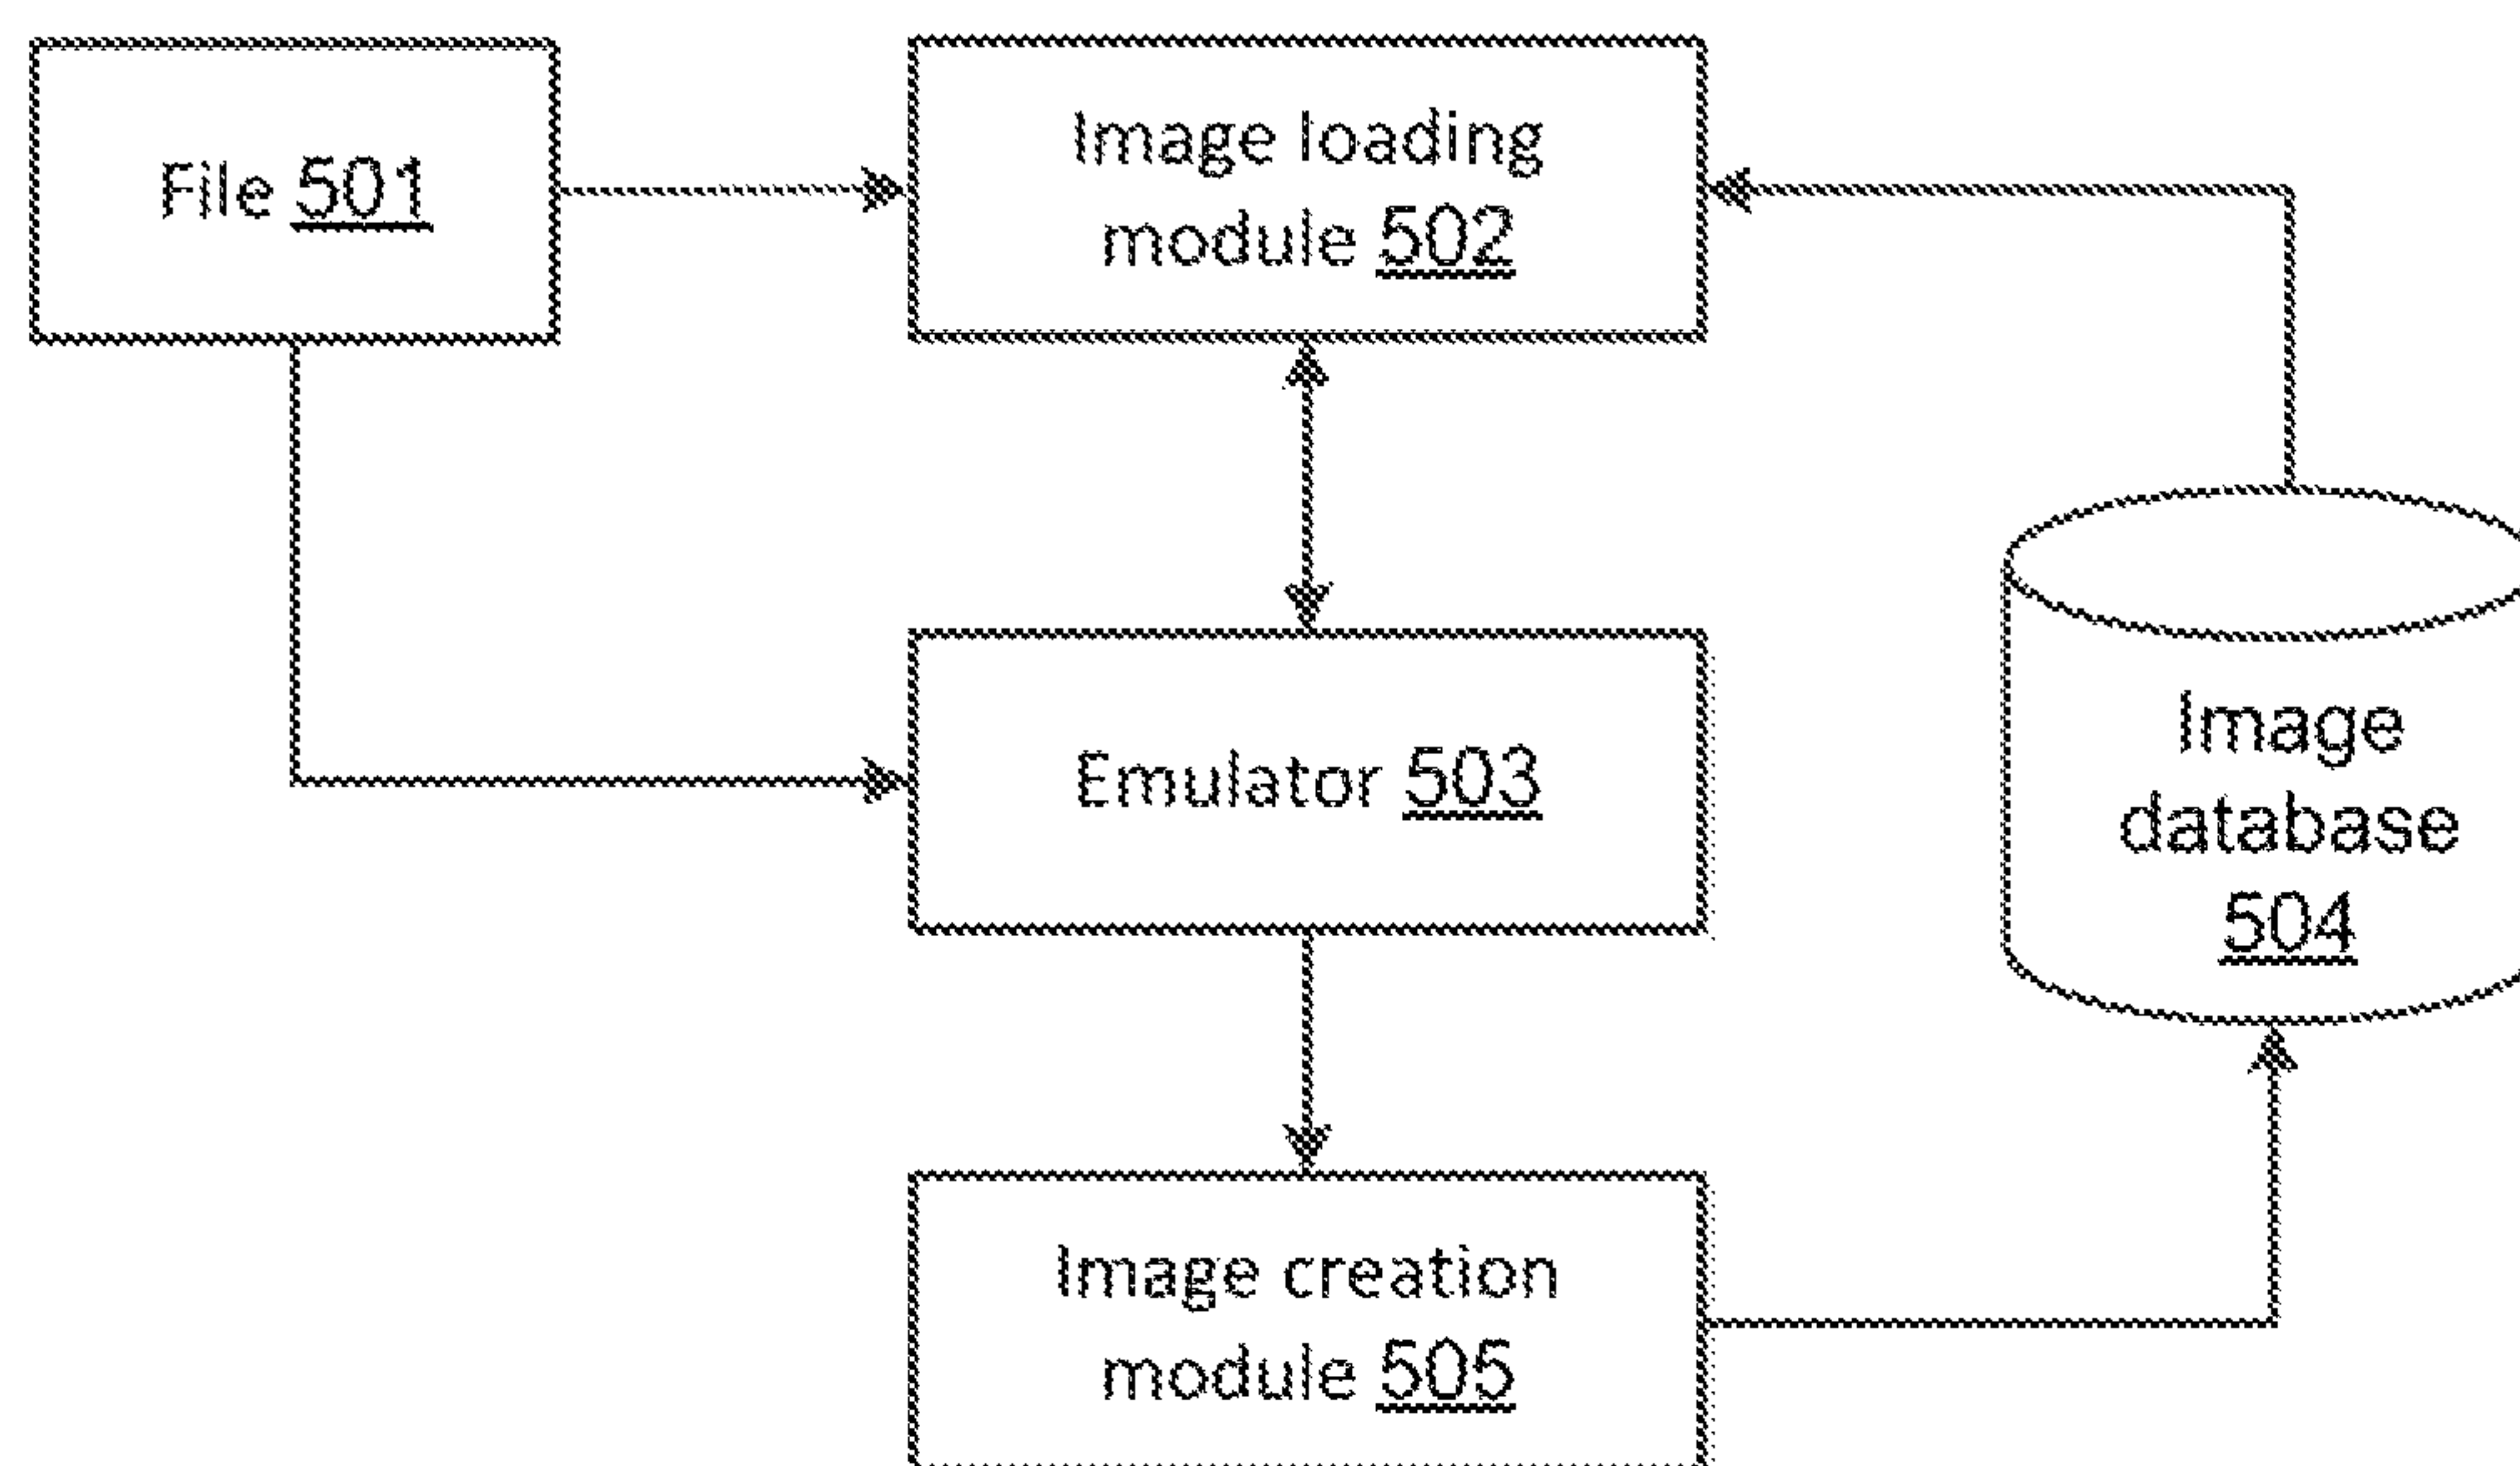 File 501
Image loading
module 502
Emulator 503
Image
database
504
Image creation
module 505